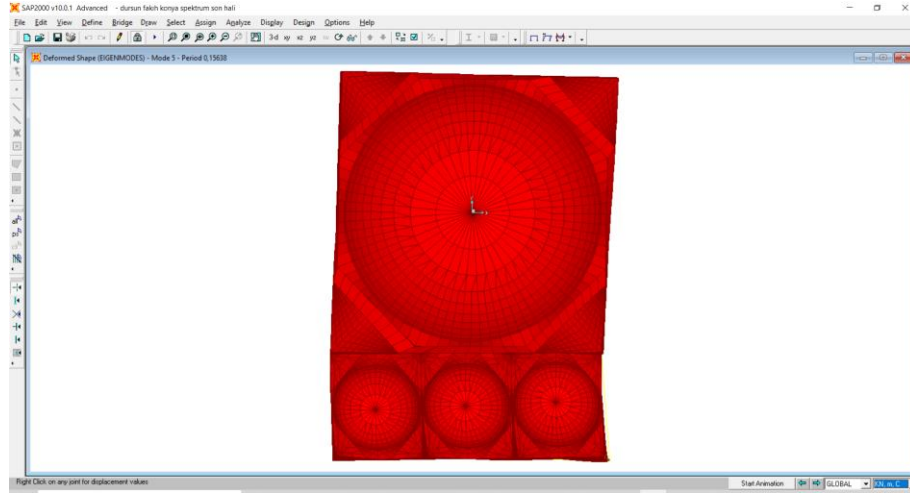 SAP2000 v10.0.1 Advanced - dursun fakıh konya spektrum son hali
File Edit View Define Bridge Draw Select Assign Analyze Display Design Options Help
3-d xy xz yz
Deformed Shape (EIGENMODES) - Mode 5 - Period 0,15638
Right Click on any joint for displacement values
Start Animation GLOBAL KN, m, C